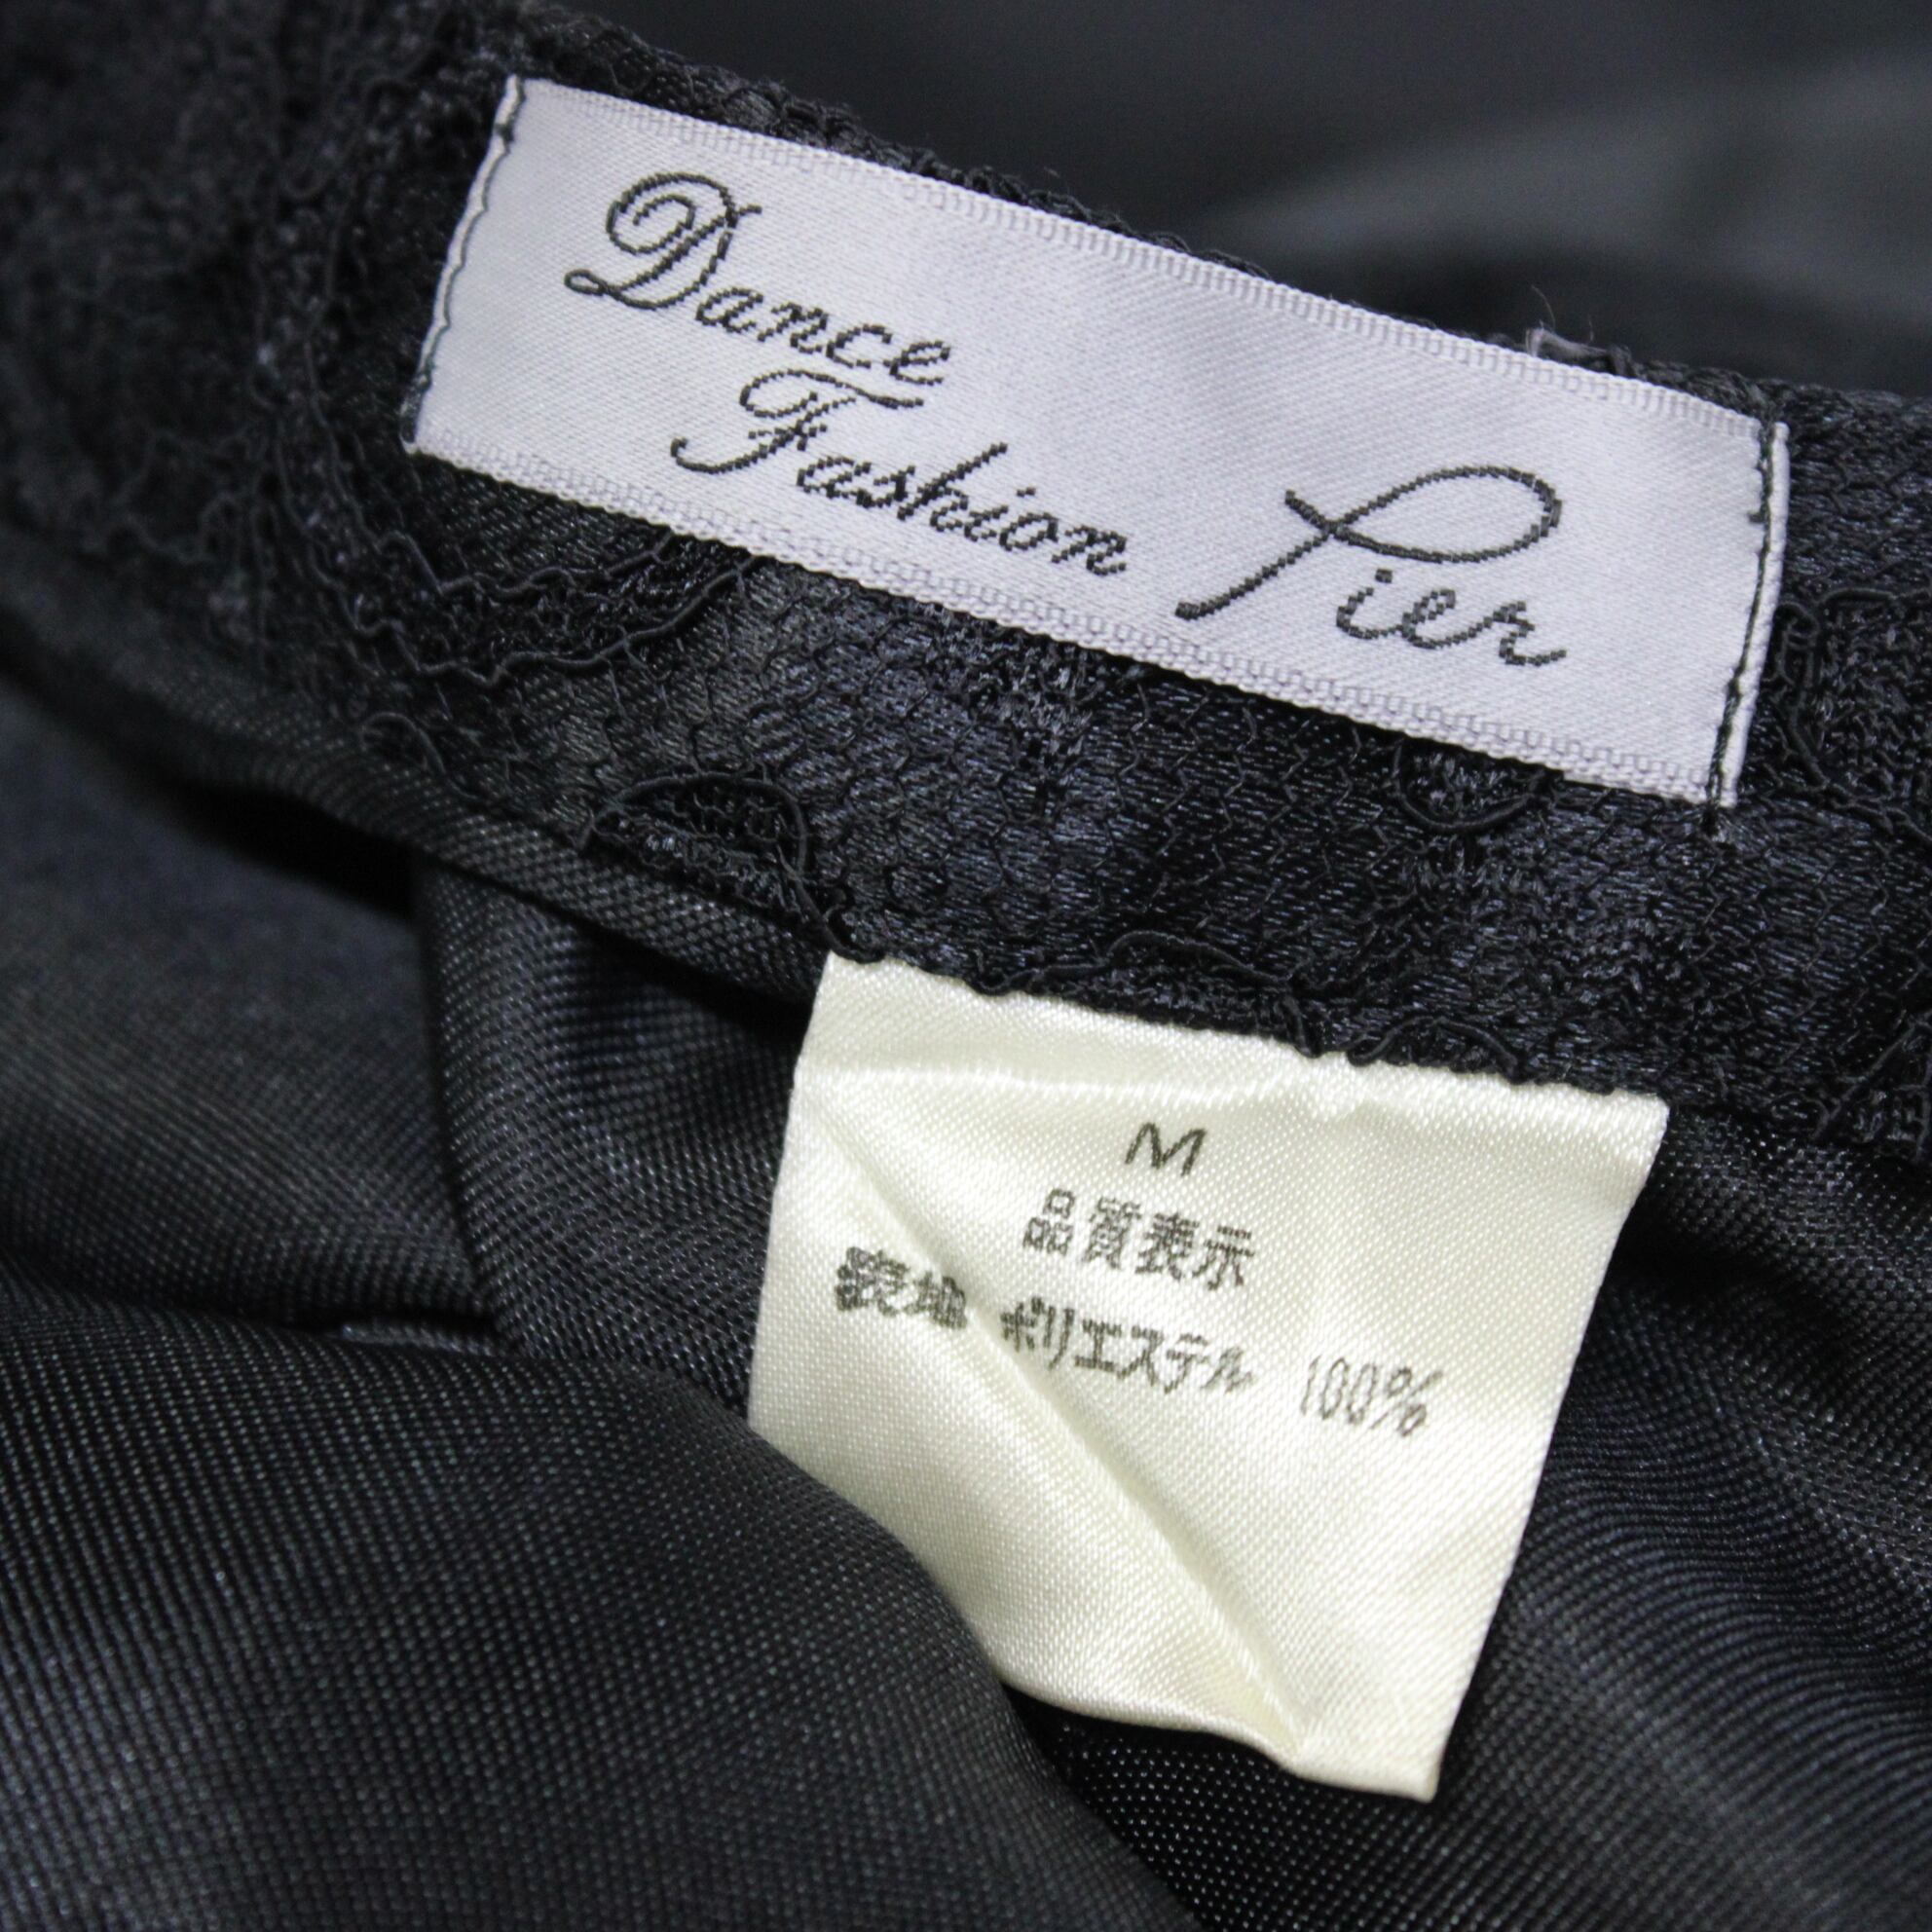 Dance
Fashion Pier
M
品質表示
表地 ポリエステル 100%